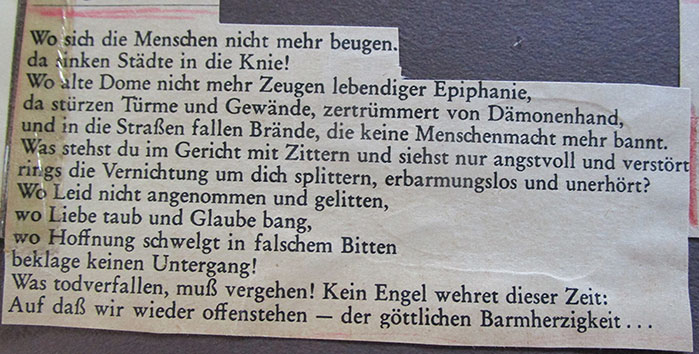 Wo sich die Menschen nicht mehr beugen.
da sinken Städte in die Knie!
Wo alte Dome nicht mehr Zeugen lebendiger Epiphanie,
da stürzen Türme und Gewände, zertrümmert von Dämonenhand,
und in die Straßen fallen Brände, die keine Menschenmacht mehr bannt.
Was stehst du im Gericht mit Zittern und siehst nur angstvoll und verstört
rings die Vernichtung um dich splittern, erbarmungslos und unerhört?
Wo Leid nicht angenommen und gelitten,
wo Liebe taub und Glaube bang,
wo Hoffnung schwelgt in falschem Bitten
beklage keinen Untergang!
Was todverfallen, muß vergehen! Kein Engel wehret dieser Zeit:
Auf daß wir wieder offenstehen — der göttlichen Barmherzigkeit . . .